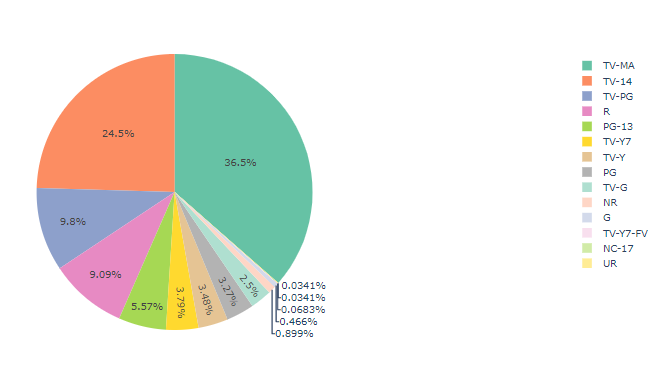 36.5%
24.5%
9.8%
9.09%
5.57%
3.79%
3.48%
3.27%
2.5%
0.0341%
0.0341%
0.0683%
0.466%
0.899%
TV-MA
TV-14
TV-PG
R
PG-13
TV-Y7
TV-Y
PG
TV-G
NR
G
TV-Y7-FV
NC-17
UR